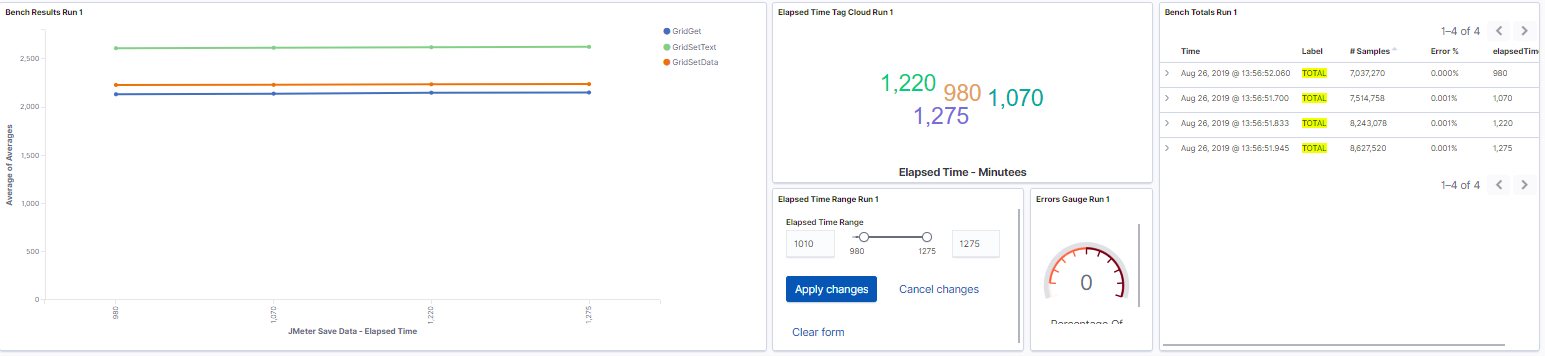 Bench Results Run 1
GridGet
GridSetText
GridSetData
2,500
2,000
1,500
1,000
500
0
Average of Averages
980
1,070
1,220
1,275
JMeter Save Data - Elapsed Time
Elapsed Time Tag Cloud Run 1
1,220
980
1,070
1,275
Elapsed Time - Minutees
Elapsed Time Range Run 1
Elapsed Time Range
1010
980
1275
1275
Apply changes
Cancel changes
Clear form
Errors Gauge Run 1
0
Percentage Of
Bench Totals Run 1
1–4 of 4
Time Label # Samples Error % elapsedTim
Aug 26, 2019 @ 13:56:52.060 TOTAL 7,037,270 0.000% 980
Aug 26, 2019 @ 13:56:51.700 TOTAL 7,514,758 0.001% 1,070
Aug 26, 2019 @ 13:56:51.833 TOTAL 8,243,078 0.001% 1,220
Aug 26, 2019 @ 13:56:51.945 TOTAL 8,627,520 0.001% 1,275
1–4 of 4